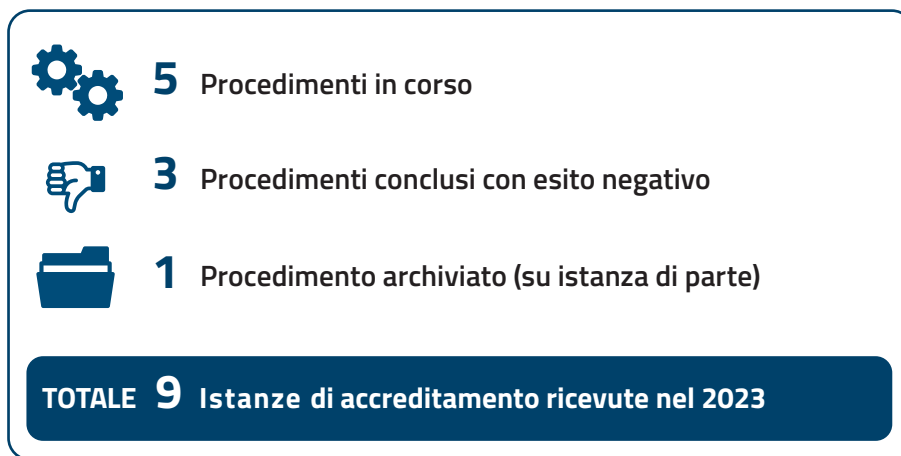 5 Procedimenti in corso
3 Procedimenti conclusi con esito negativo
1 Procedimento archiviato (su istanza di parte)
TOTALE 9 Istanze di accreditamento ricevute nel 2023